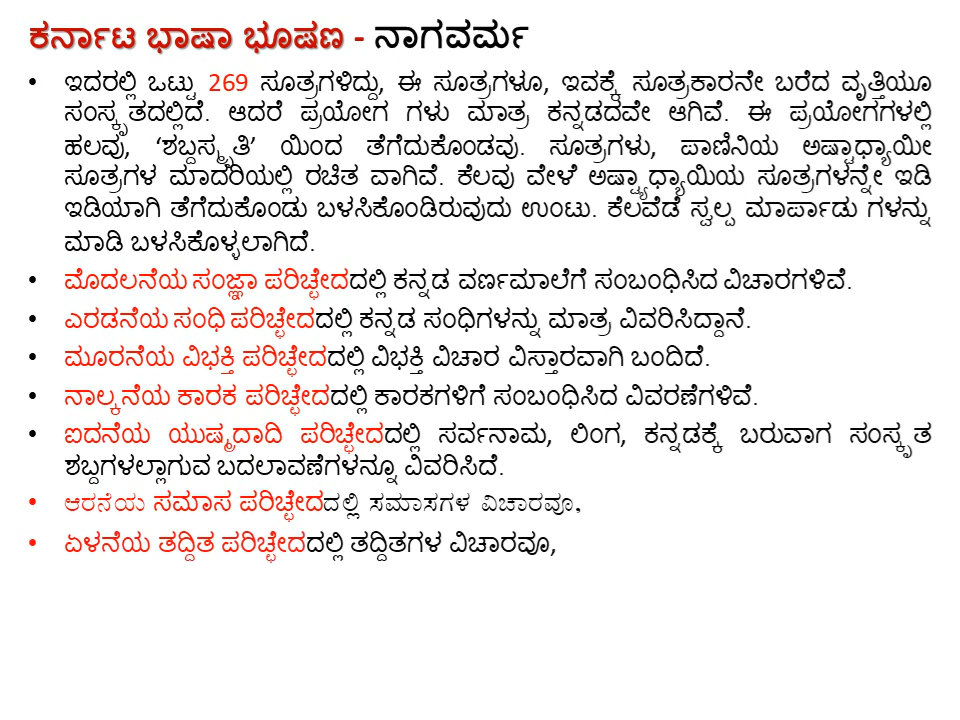 ಕರ್ನಾಟ ಭಾಷಾ ಭೂಷಣ - ನಾಗವರ್ಮ
• ಇದರಲ್ಲಿ ಒಟ್ಟು 269 ಸೂತ್ರಗಳಿದ್ದು, ಈ ಸೂತ್ರಗಳೂ, ಇವಕ್ಕೆ ಸೂತ್ರಕಾರನೇ ಬರೆದ ವೃತ್ತಿಯೂ
ಸಂಸ್ಕೃತದಲ್ಲಿದೆ. ಆದರೆ ಪ್ರಯೋಗ ಗಳು ಮಾತ್ರ ಕನ್ನಡದವೇ ಆಗಿವೆ. ಈ ಪ್ರಯೋಗಗಳಲ್ಲಿ
ಹಲವು, ‘ಶಬ್ದಸ್ಮೃತಿ’ ಯಿಂದ ತೆಗೆದುಕೊಂಡವು. ಸೂತ್ರಗಳು, ಪಾಣಿನಿಯ ಅಷ್ಟಾಧ್ಯಾಯೀ
ಸೂತ್ರಗಳ ಮಾದರಿಯಲ್ಲಿ ರಚಿತ ವಾಗಿವೆ. ಕೆಲವು ವೇಳೆ ಅಷ್ಟ್ಯಾಧ್ಯಾಯಿಯ ಸೂತ್ರಗಳನ್ನೇ ಇಡಿ
ಇಡಿಯಾಗಿ ತೆಗೆದುಕೊಂಡು ಬಳಸಿಕೊಂಡಿರುವುದು ಉಂಟು. ಕೆಲವೆಡೆ ಸ್ವಲ್ಪ ಮಾರ್ಪಾಡು ಗಳನ್ನು
ಮಾಡಿ ಬಳಸಿಕೊಳ್ಳಲಾಗಿದೆ.
• ಮೊದಲನೆಯ ಸಂಜ್ಞಾ ಪರಿಚ್ಛೇದದಲ್ಲಿ ಕನ್ನಡ ವರ್ಣಮಾಲೆಗೆ ಸಂಬಂಧಿಸಿದ ವಿಚಾರಗಳಿವೆ.
• ಎರಡನೆಯ ಸಂಧಿ ಪರಿಚ್ಛೇದದಲ್ಲಿ ಕನ್ನಡ ಸಂಧಿಗಳನ್ನು ಮಾತ್ರ ವಿವರಿಸಿದ್ದಾನೆ.
• ಮೂರನೆಯ ವಿಭಕ್ತಿ ಪರಿಚ್ಛೇದದಲ್ಲಿ ವಿಭಕ್ತಿ ವಿಚಾರ ವಿಸ್ತಾರವಾಗಿ ಬಂದಿದೆ.
• ನಾಲ್ಕನೆಯ ಕಾರಕ ಪರಿಚ್ಛೇದದಲ್ಲಿ ಕಾರಕಗಳಿಗೆ ಸಂಬಂಧಿಸಿದ ವಿವರಣೆಗಳಿವೆ.
• ಐದನೆಯ ಯುಷ್ಮದಾದಿ ಪರಿಚ್ಛೇದದಲ್ಲಿ ಸರ್ವನಾಮ, ಲಿಂಗ, ಕನ್ನಡಕ್ಕೆ ಬರುವಾಗ ಸಂಸ್ಕೃತ
ಶಬ್ದಗಳಲ್ಲಾಗುವ ಬದಲಾವಣೆಗಳನ್ನೂ ವಿವರಿಸಿದೆ.
• ಆರನೆಯ ಸಮಾಸ ಪರಿಚ್ಛೇದದಲ್ಲಿ ಸಮಾಸಗಳ ವಿಚಾರವೂ,
• ಏಳನೆಯ ತದ್ದಿತ ಪರಿಚ್ಛೇದದಲ್ಲಿ ತದ್ದಿತಗಳ ವಿಚಾರವೂ,